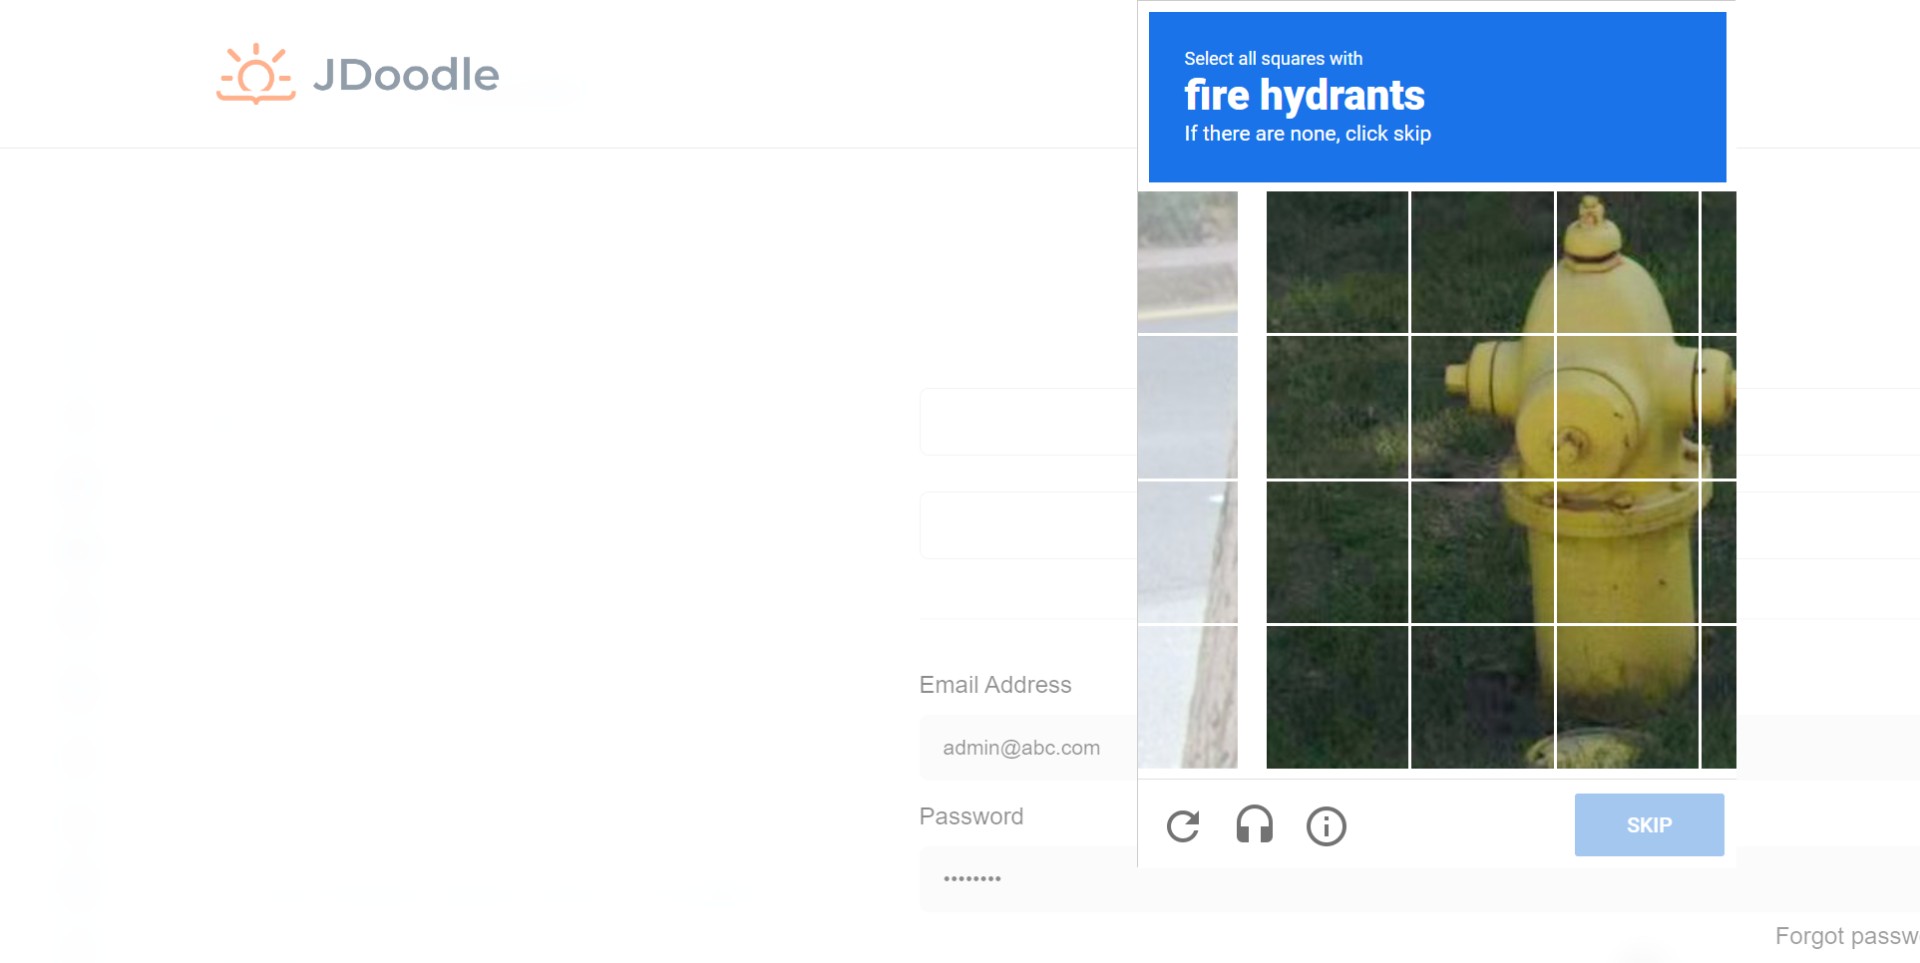 JDoodle
Select all squares with
fire hydrants
If there are none, click skip
Email Address
admin@abc.com
Password
••••••••
SKIP
Forgot passw